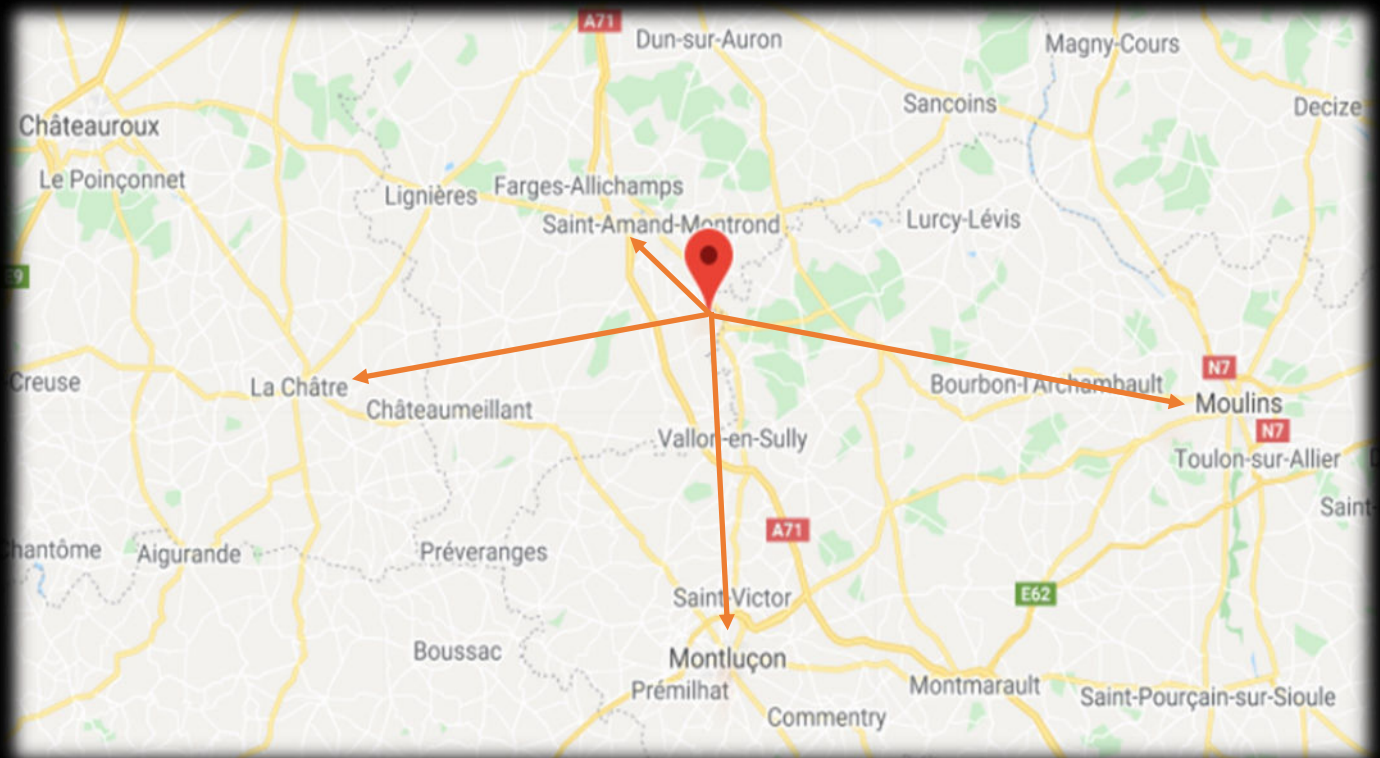 A71
Dun-sur-Auron
Magny-Cours
Sancoins
Decize
Châteauroux
Le Poinçonnet
Lignières
Farges-Allichamps
Saint-Amand-Montrond
Lurcy-Lévis
E9
N7
-Creuse
La Châtre
Bourbon-l'Archambault
Moulins
Châteaumeillant
N7
Vallon-en-Sully
Toulon-sur-Allier
Saint-
A71
hantôme
Aigurande
Préveranges
Saint-Victor
E62
Boussac
Montluçon
Prémilhat
Montmarault
Saint-Pourçain-sur-Sioule
Commentry